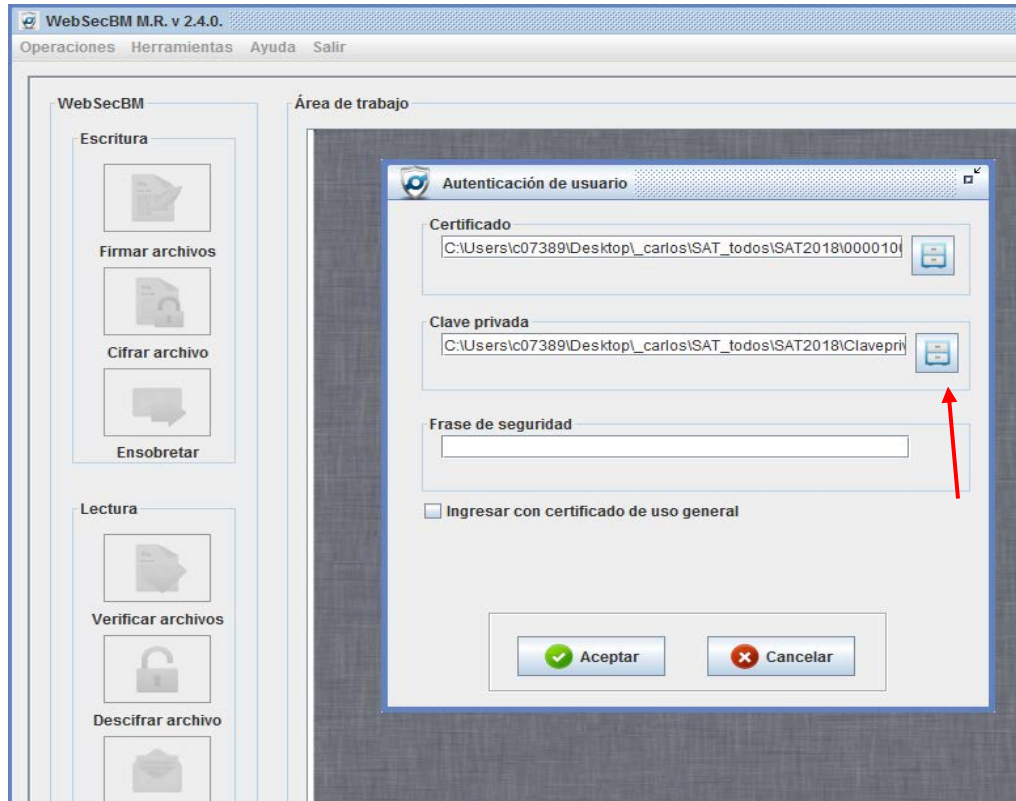 WebSecBM M.R. v 2.4.0.
Operaciones Herramientas Ayuda Salir
WebSecBM
Escritura
Firmar archivos
Cifrar archivo
Ensobretar
Lectura
Verificar archivos
Descifrar archivo
Área de trabajo
Autenticación de usuario
Certificado
C:\Users\c07389\Desktop\_carlos\SAT_todos\SAT2018\000010
Clave privada
C:\Users\c07389\Desktop\_carlos\SAT_todos\SAT2018\Clavepriv
Frase de seguridad
Ingresar con certificado de uso general
Aceptar
Cancelar